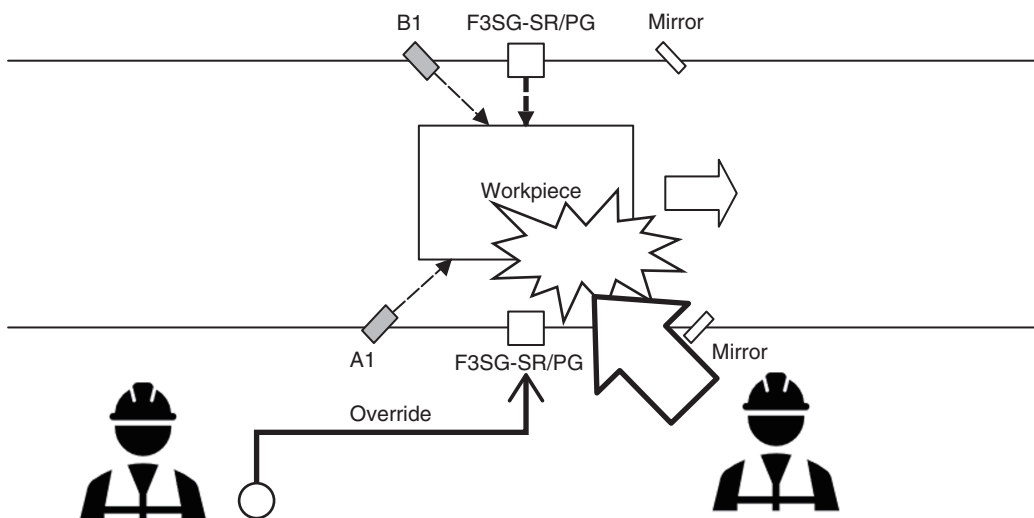 B1
F3SG-SR/PG
Mirror
Workpiece
A1
F3SG-SR/PG
Mirror
Override